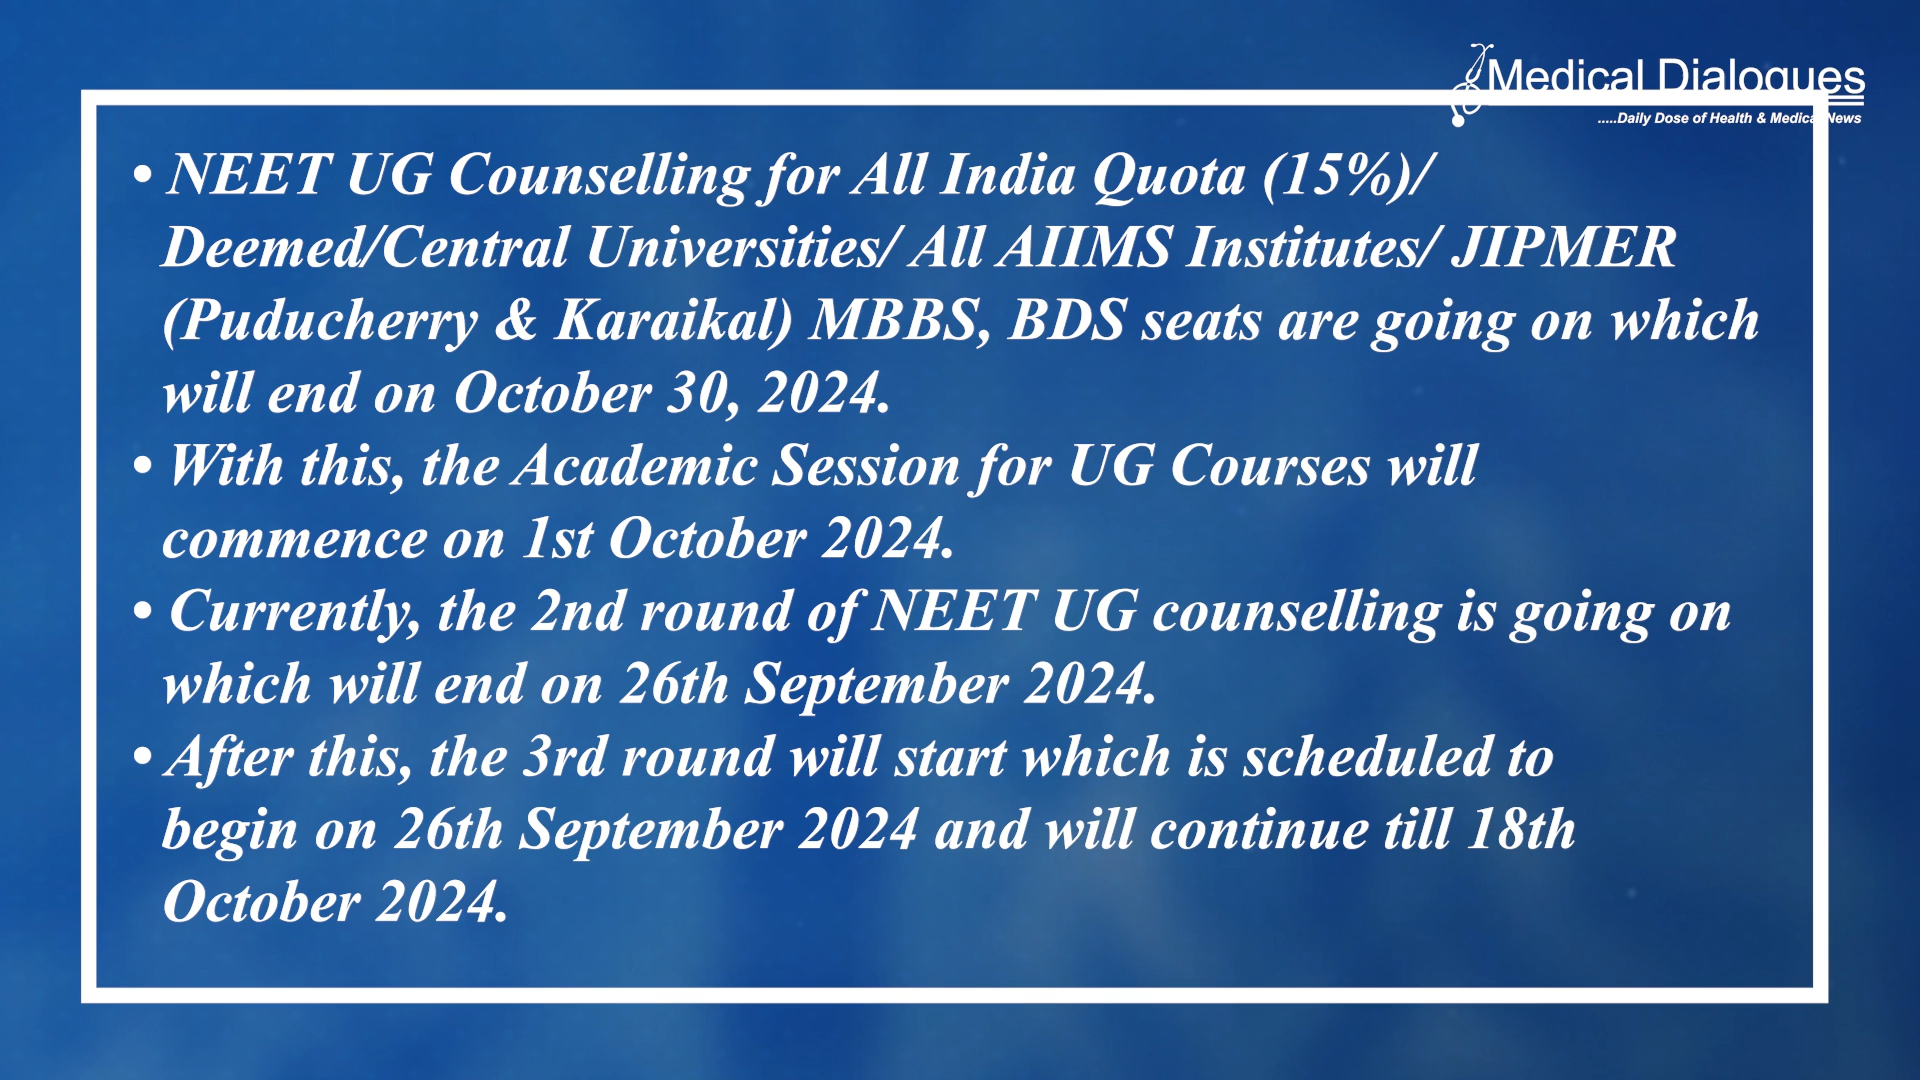 Medical Dialogues
.....Daily Dose of Health & Medical News
• NEET UG Counselling for All India Quota (15%)/
Deemed/Central Universities/ All AIIMS Institutes/ JIPMER
(Puducherry & Karaikal) MBBS, BDS seats are going on which
will end on October 30, 2024.
• With this, the Academic Session for UG Courses will
commence on 1st October 2024.
• Currently, the 2nd round of NEET UG counselling is going on
which will end on 26th September 2024.
• After this, the 3rd round will start which is scheduled to
begin on 26th September 2024 and will continue till 18th
October 2024.